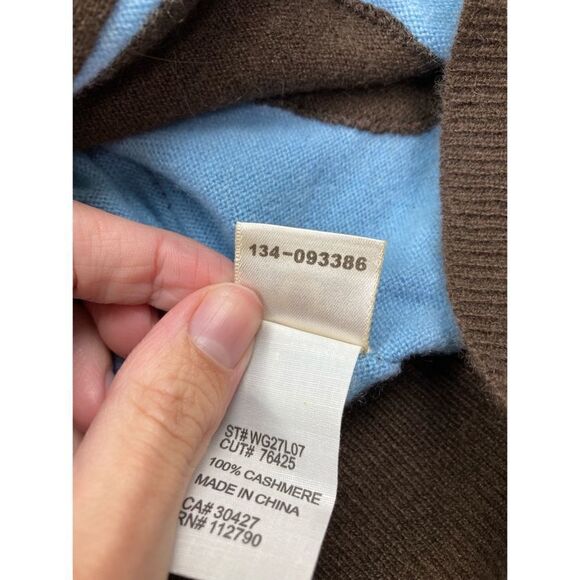 134-093386
ST# WG27L07
CUT# 76425
100% CASHMERE
MADE IN CHINA
CA# 30427
RN# 112790